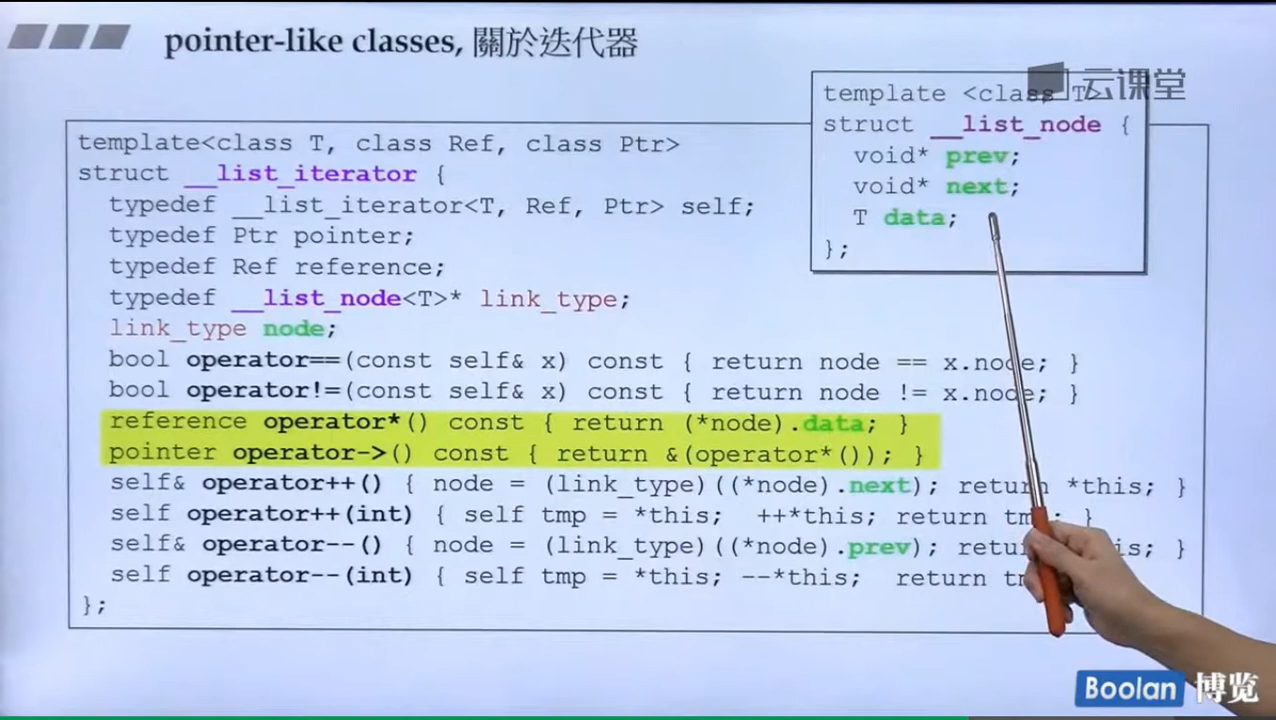 pointer-like classes, 關於迭代器
云课堂
template <class T>
struct __list_node {
void* prev;
void* next;
T data;
};
template<class T, class Ref, class Ptr>
struct __list_iterator {
typedef __list_iterator<T, Ref, Ptr> self;
typedef Ptr pointer;
typedef Ref reference;
typedef __list_node<T>* link_type;
link_type node;
bool operator==(const self& x) const { return node == x.node; }
bool operator!=(const self& x) const { return node != x.node; }
reference operator*() const { return (*node).data; }
pointer operator->() const { return &(operator*()); }
self& operator++() { node = (link_type)((*node).next); return *this; }
self operator++(int) { self tmp = *this; ++*this; return }
self& operator--() { node = (link_type)((*node).prev); }
self operator--(int) { self tmp = *this; --*this; return
};
Boolan 博览